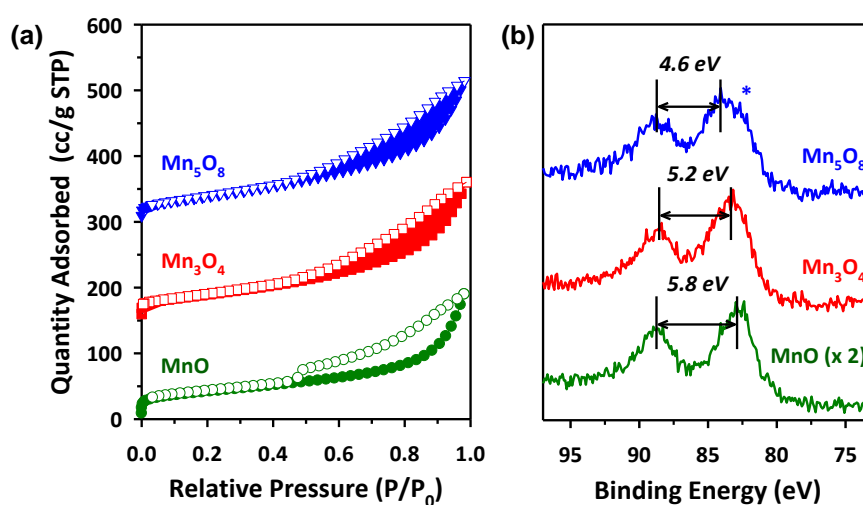 (a)
Quantity Adsorbed (cc/g STP)
600
500
400
300
200
100
0
Mn5O8
Mn3O4
MnO
0.0 0.2 0.4 0.6 0.8 1.0
Relative Pressure (P/P0)
(b)
4.6 eV
*
Mn5O8
5.2 eV
Mn3O4
5.8 eV
MnO (x 2)
95 90 85 80 75
Binding Energy (eV)